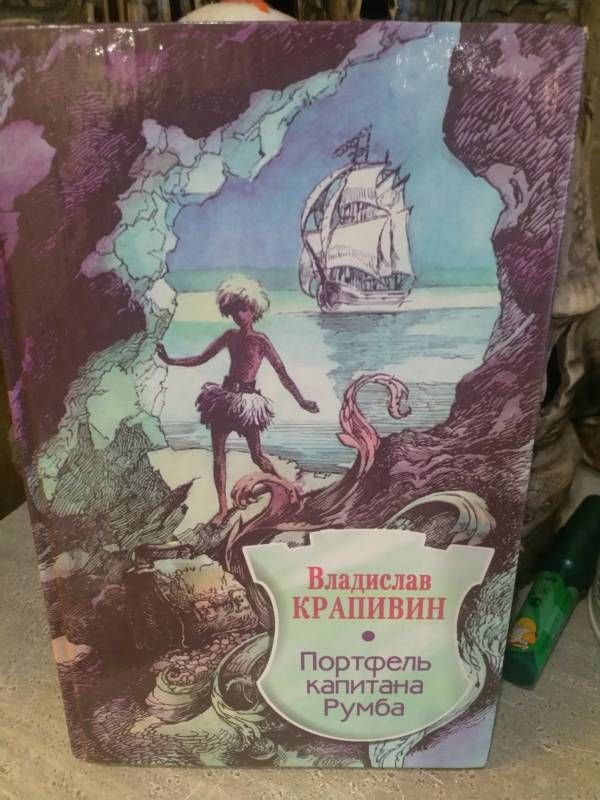 Владислав
КРАПИВИН
Портфель
капитана
Румба